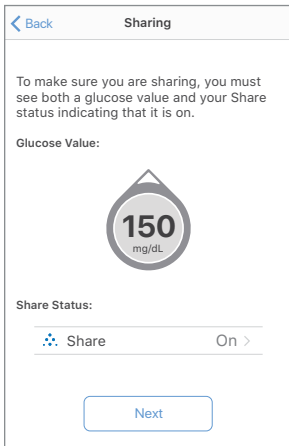 Back
Sharing
To make sure you are sharing, you must
see both a glucose value and your Share
status indicating that it is on.
Glucose Value:
150
mg/dL
Share Status:
Share On
Next